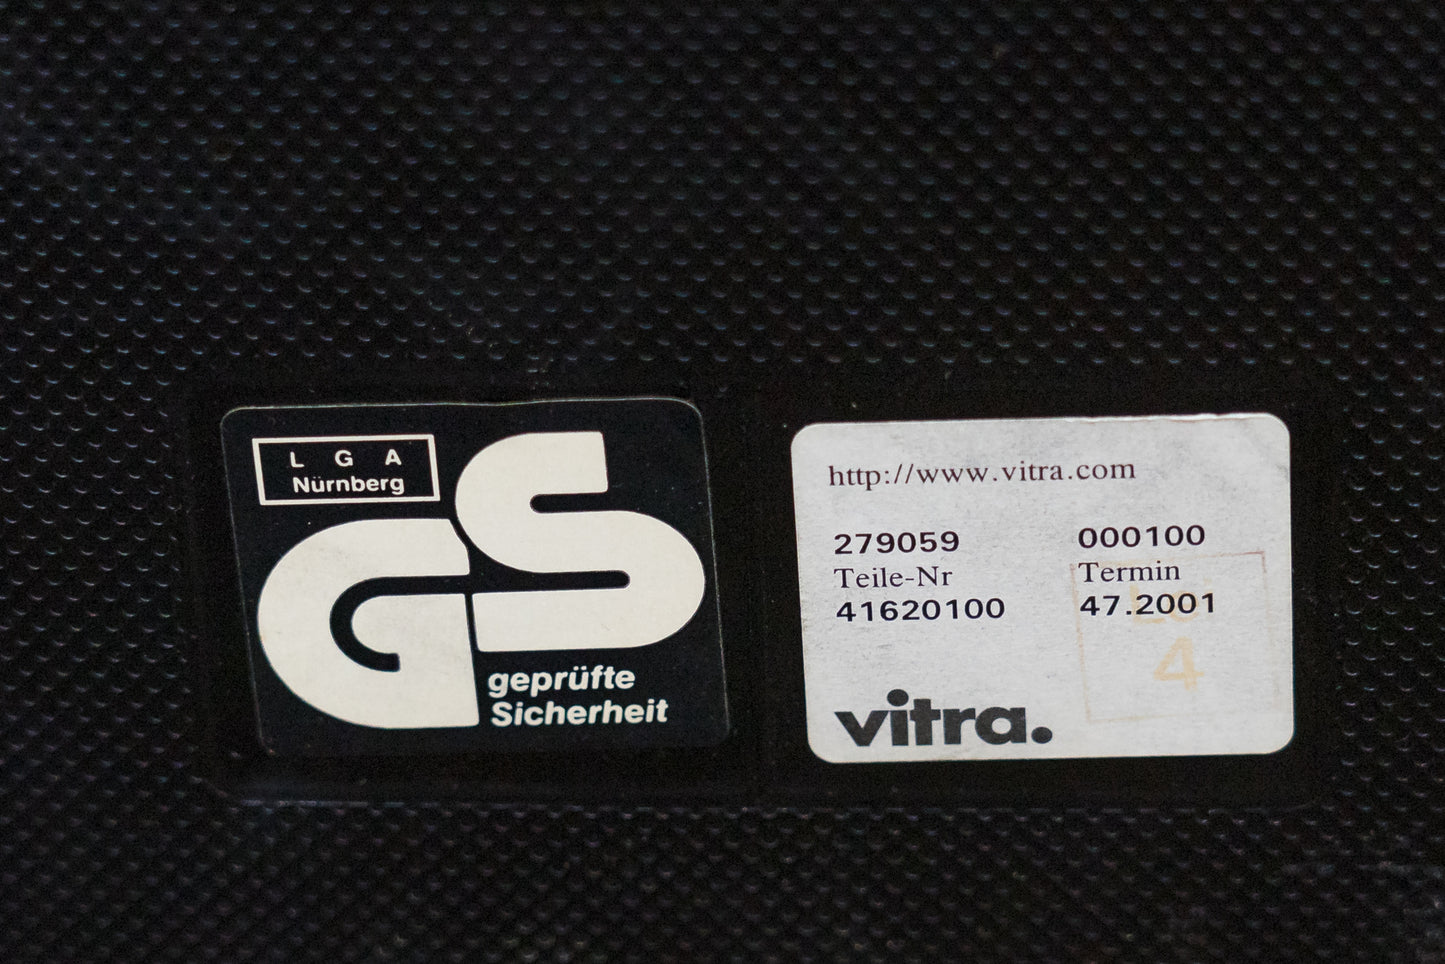 L G A
Nürnberg
GS
geprüfte
Sicherheit
http://www.vitra.com
279059 000100
Teile-Nr Termin
41620100 47.2001
4
vitra.